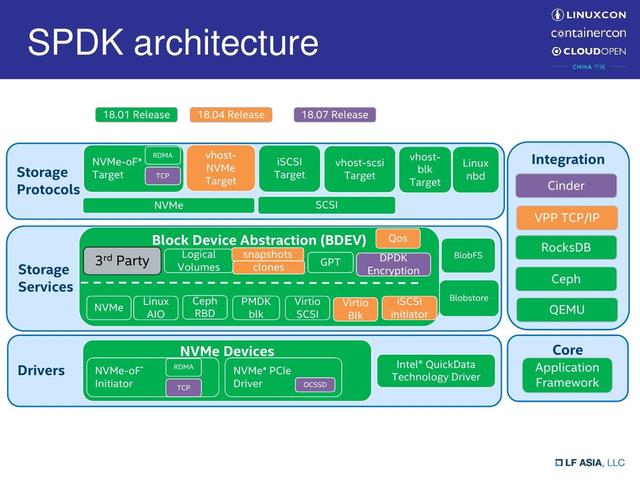 SPDK architecture
LINUXCON
containercon
CLOUDOPEN
CHINA 中国
18.01 Release
18.04 Release
18.07 Release
Storage
Protocols
NVMe-oF*
Target
RDMA
TCP
vhost-
NVMe
Target
iSCSI
Target
vhost-scsi
Target
vhost-
blk
Target
Linux
nbd
NVMe
SCSI
Storage
Services
Block Device Abstraction (BDEV)
Qos
3rd Party
Logical
Volumes
snapshots
clones
GPT
DPDK
Encryption
BlobFS
Blobstore
NVMe
Linux
AIO
Ceph
RBD
PMDK
blk
Virtio
SCSI
Virtio
Blk
iSCSI
initiator
Drivers
NVMe Devices
NVMe-oF*
Initiator
RDMA
TCP
NVMe* PCIe
Driver
OCSSD
Intel® QuickData
Technology Driver
Integration
Cinder
VPP TCP/IP
RocksDB
Ceph
QEMU
Core
Application
Framework
LF ASIA, LLC